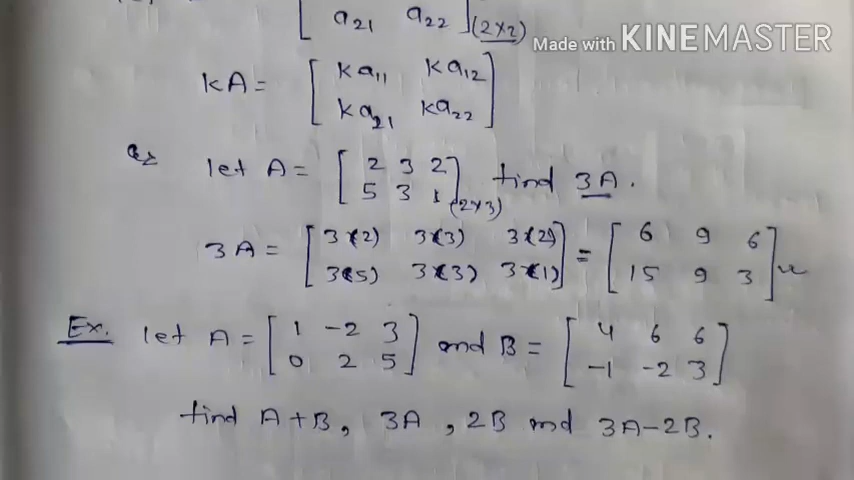 a21 a22 ](2×2)
Made with KINEMASTER
KA = [ Ka11 Ka12
Ka21 Ka22 ]
Q let A = [ 2 3 2
5 3 1 ](2×3) find 3A.
3A = [ 3×(2) 3×(3) 3×(2)
3×(5) 3×(3) 3×(1) ] = [ 6 9 6
15 9 3 ]
Ex. let A = [ 1 -2 3
0 2 5 ] and B = [ 4 6 6
-1 -2 3 ]
find A+B, 3A, 2B and 3A-2B.